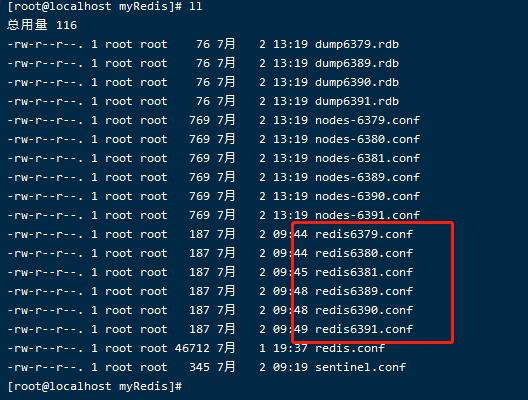 [root@localhost myRedis]# ll
总用量 116
-rw-r--r--. 1 root root    76 7月   2 13:19 dump6379.rdb
-rw-r--r--. 1 root root    76 7月   2 13:19 dump6389.rdb
-rw-r--r--. 1 root root    76 7月   2 13:19 dump6390.rdb
-rw-r--r--. 1 root root    76 7月   2 13:19 dump6391.rdb
-rw-r--r--. 1 root root   769 7月   2 13:19 nodes-6379.conf
-rw-r--r--. 1 root root   769 7月   2 13:19 nodes-6380.conf
-rw-r--r--. 1 root root   769 7月   2 13:19 nodes-6381.conf
-rw-r--r--. 1 root root   769 7月   2 13:19 nodes-6389.conf
-rw-r--r--. 1 root root   769 7月   2 13:19 nodes-6390.conf
-rw-r--r--. 1 root root   769 7月   2 13:19 nodes-6391.conf
-rw-r--r--. 1 root root   187 7月   2 09:44 redis6379.conf
-rw-r--r--. 1 root root   187 7月   2 09:44 redis6380.conf
-rw-r--r--. 1 root root   187 7月   2 09:45 redis6381.conf
-rw-r--r--. 1 root root   187 7月   2 09:48 redis6389.conf
-rw-r--r--. 1 root root   187 7月   2 09:48 redis6390.conf
-rw-r--r--. 1 root root   187 7月   2 09:49 redis6391.conf
-rw-r--r--. 1 root root 46712 7月   1 19:37 redis.conf
-rw-r--r--. 1 root root   345 7月   2 09:19 sentinel.conf
[root@localhost myRedis]#